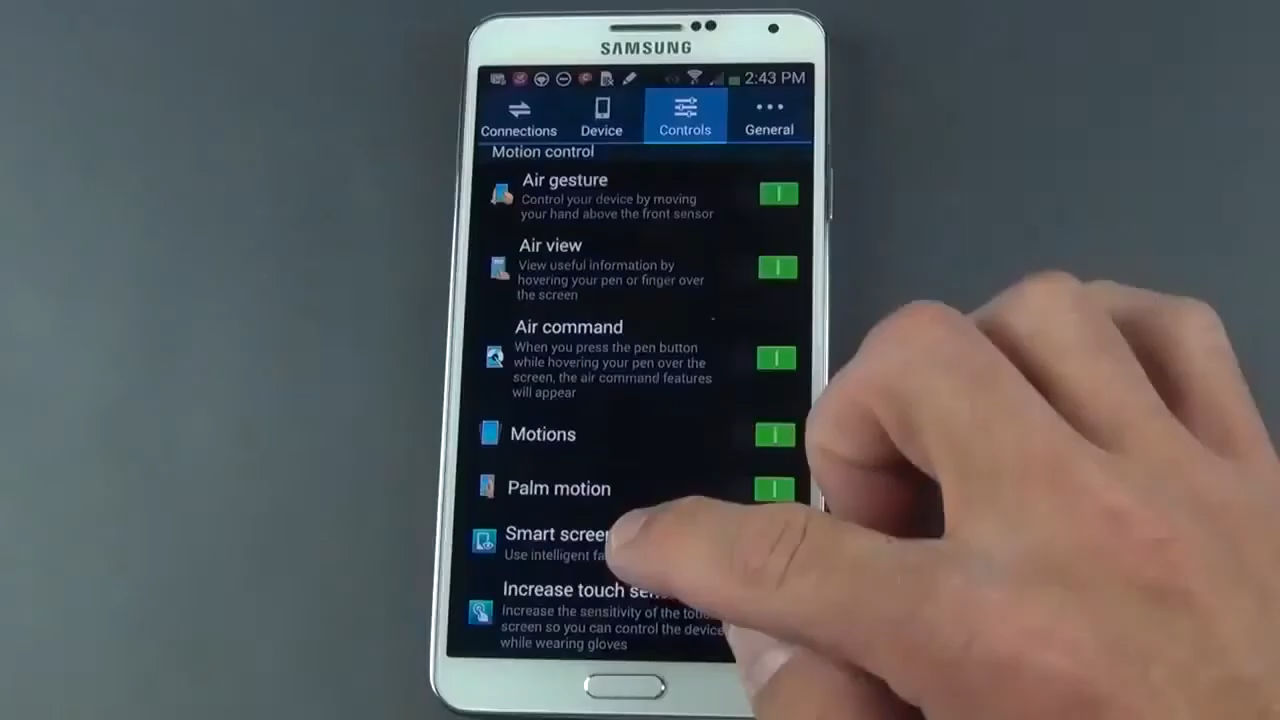 SAMSUNG
2:43 PM
Connections Device Controls General
Motion control
Air gesture
Control your device by moving
your hand above the front sensor
Air view
View useful information by
hovering your pen or finger over
the screen
Air command
When you press the pen button
while hovering your pen over the
screen, the air command features
will appear
Motions
Palm motion
Smart screen
Use intelligent
Increase touch
Increase the sensitivity of the
screen so you can control the device
while wearing gloves